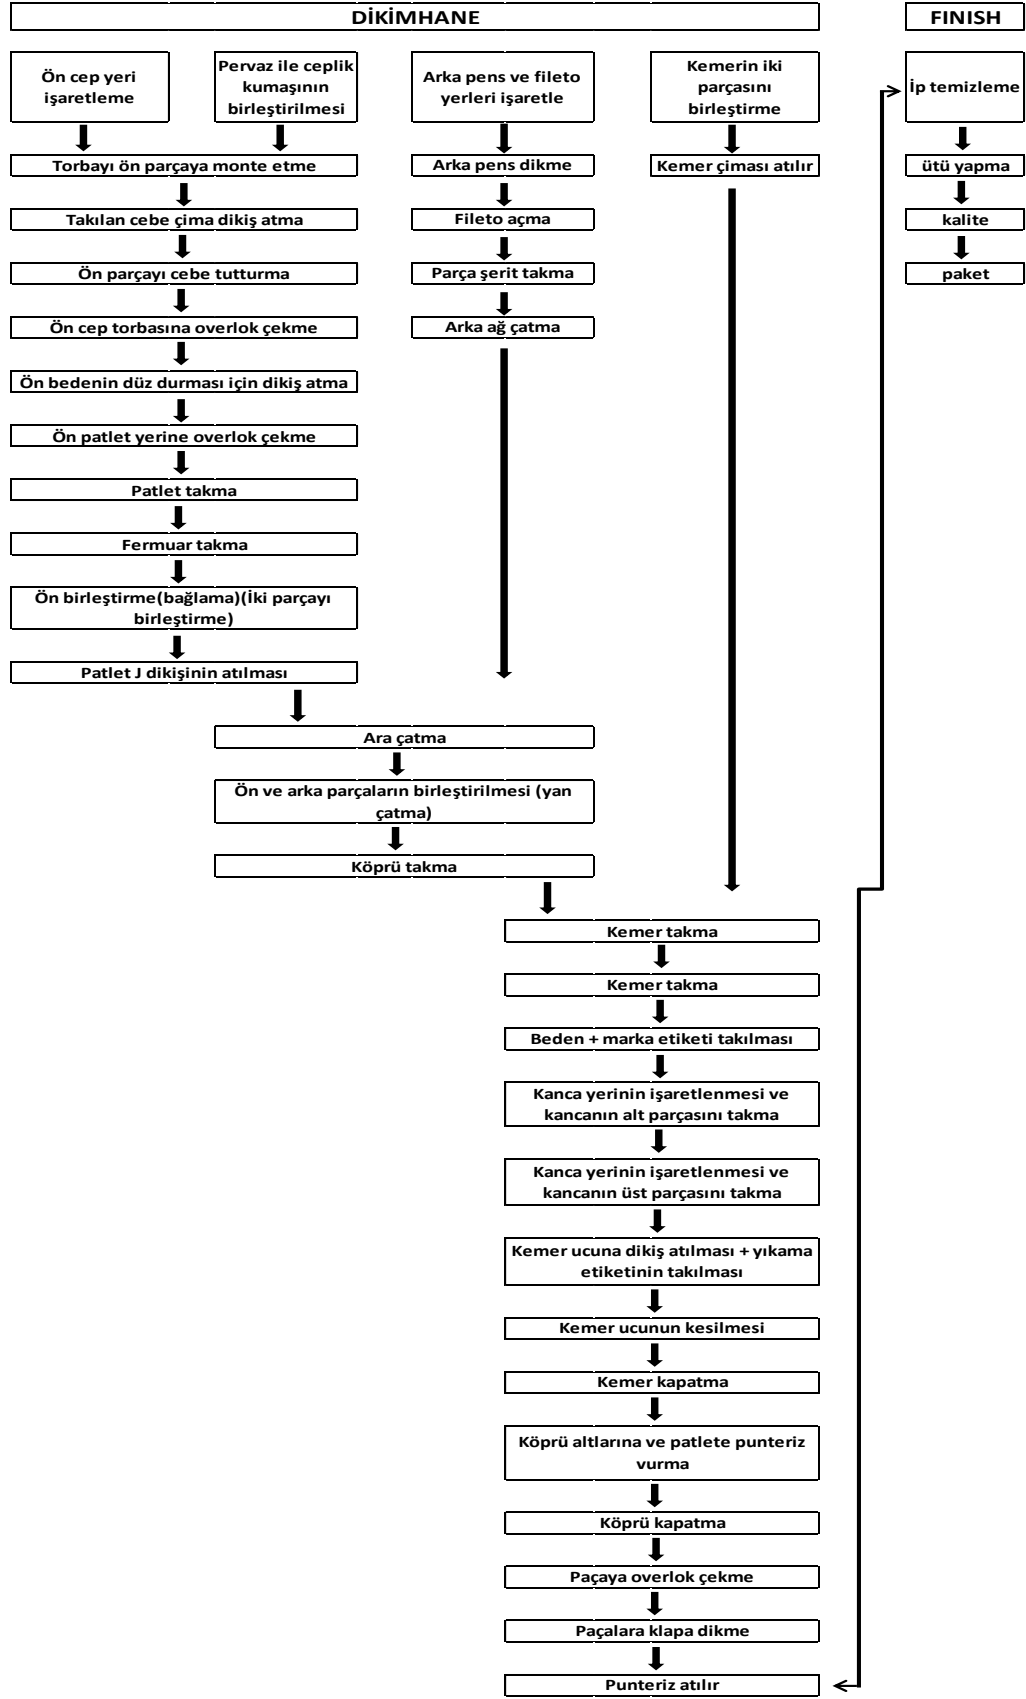 DİKİMHANE
FINISH
Ön cep yeri
işaretleme
Pervaz ile ceplik
kumaşının
birleştirilmesi
Arka pens ve fileto
yerleri işaretle
Kemerin iki
parçasını
birleştirme
İp temizleme
Torbayı ön parçaya monte etme
Arka pens dikme
Kemer çiması atılır
ütü yapma
Takılan cebe çima dikiş atma
Fileto açma
kalite
Ön parçayı cebe tutturma
Parça şerit takma
paket
Ön cep torbasına overlok çekme
Arka ağ çatma
Ön bedenin düz durması için dikiş atma
Ön patlet yerine overlok çekme
Patlet takma
Fermuar takma
Ön birleştirme(bağlama)(İki parçayı
birleştirme)
Patlet J dikişinin atılması
Ara çatma
Ön ve arka parçaların birleştirilmesi (yan
çatma)
Köprü takma
Kemer takma
Kemer takma
Beden + marka etiketi takılması
Kanca yerinin işaretlenmesi ve
kancanın alt parçasını takma
Kanca yerinin işaretlenmesi ve
kancanın üst parçasını takma
Kemer ucuna dikiş atılması + yıkama
etiketinin takılması
Kemer ucunun kesilmesi
Kemer kapatma
Köprü altlarına ve patlete punteriz
vurma
Köprü kapatma
Paçaya overlok çekme
Paçalara klapa dikme
Punteriz atılır